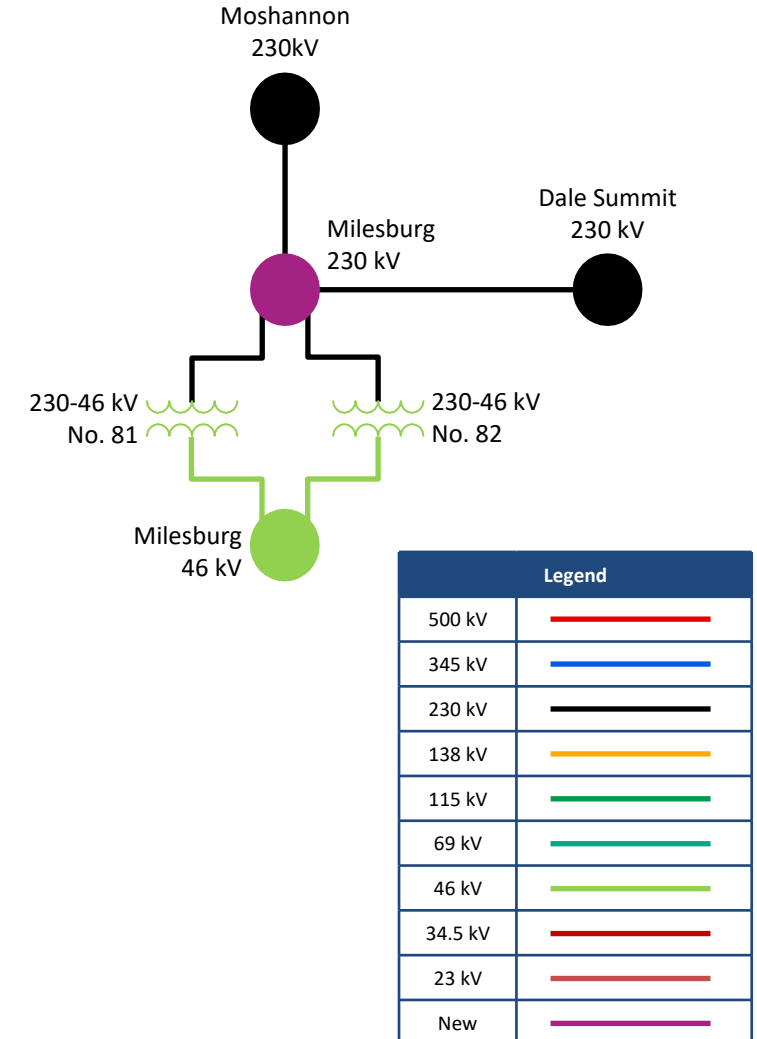 Moshannon
230kV
Dale Summit
230 kV
Milesburg
230 kV
230-46 kV
No. 81
230-46 kV
No. 82
Milesburg
46 kV
Legend
500 kV
345 kV
230 kV
138 kV
115 kV
69 kV
46 kV
34.5 kV
23 kV
New